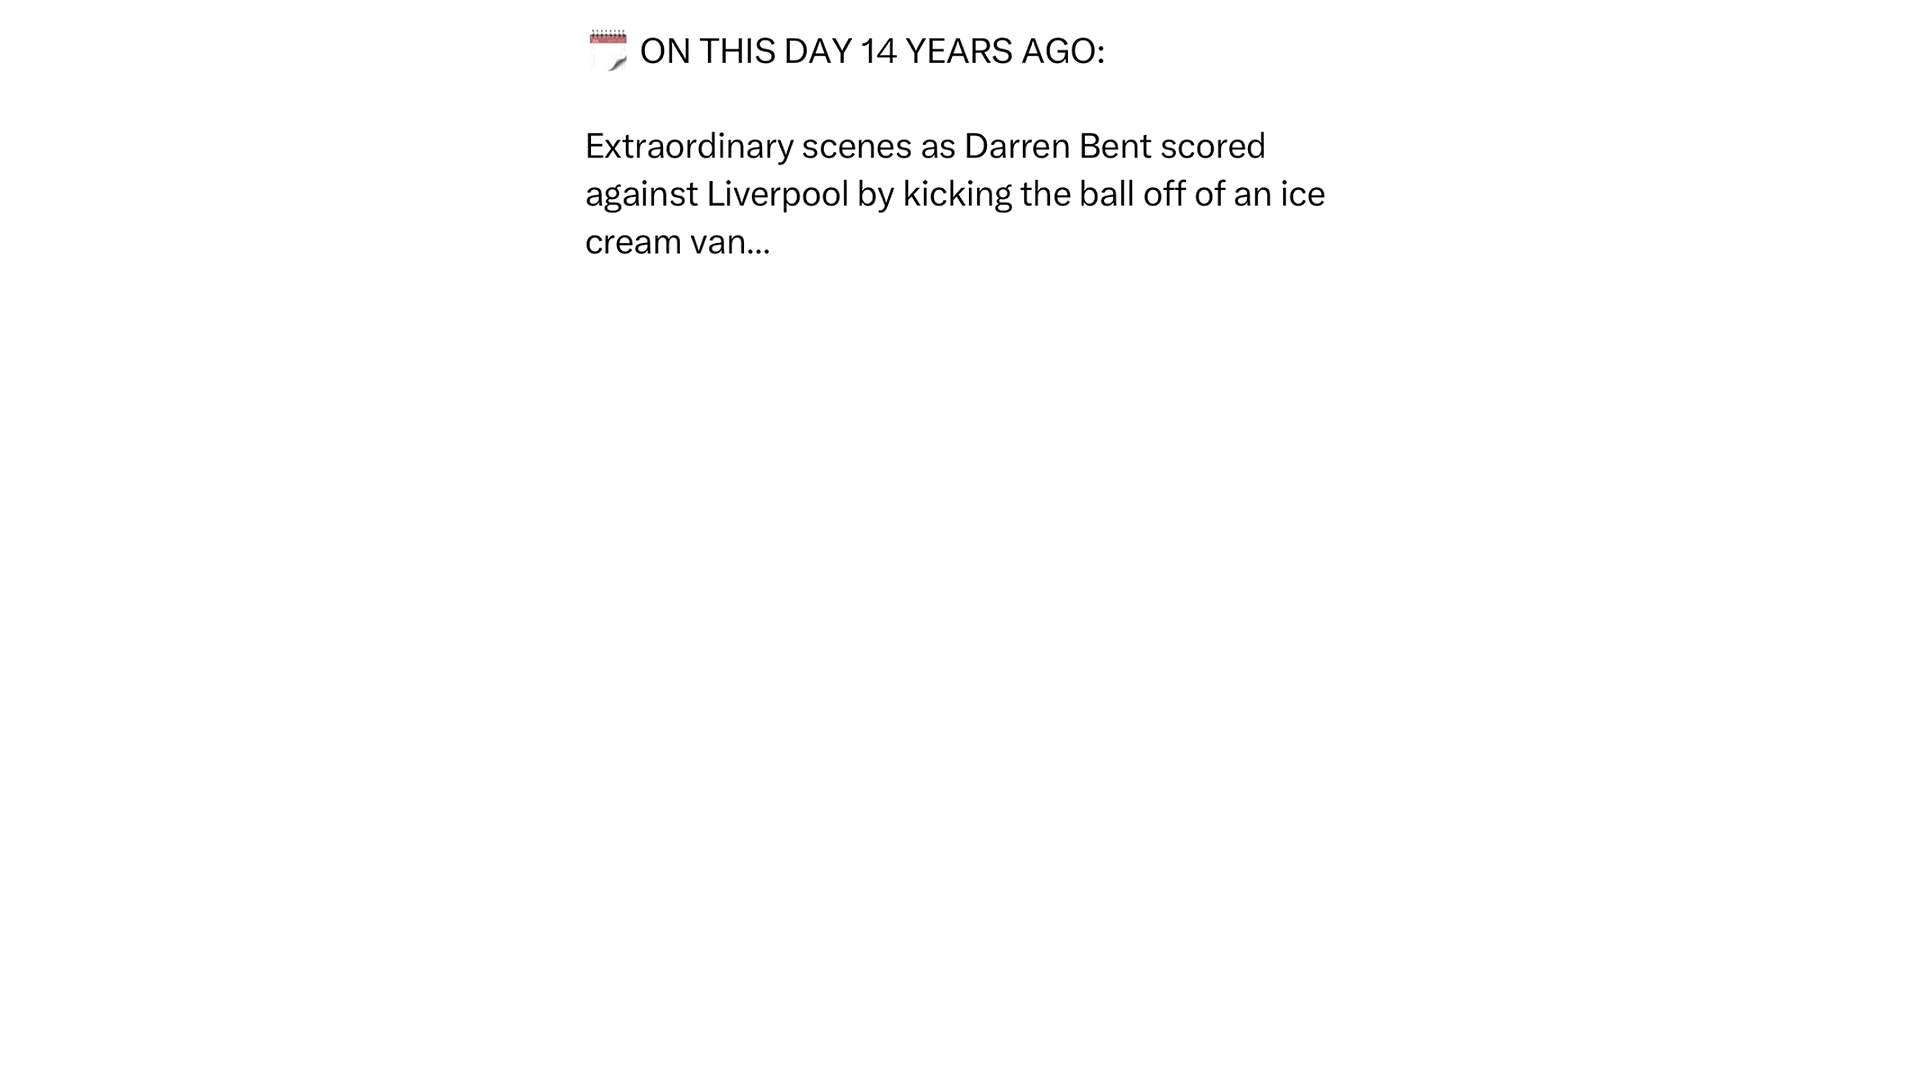 ON THIS DAY 14 YEARS AGO:
Extraordinary scenes as Darren Bent scored
against Liverpool by kicking the ball off of an ice
cream van...